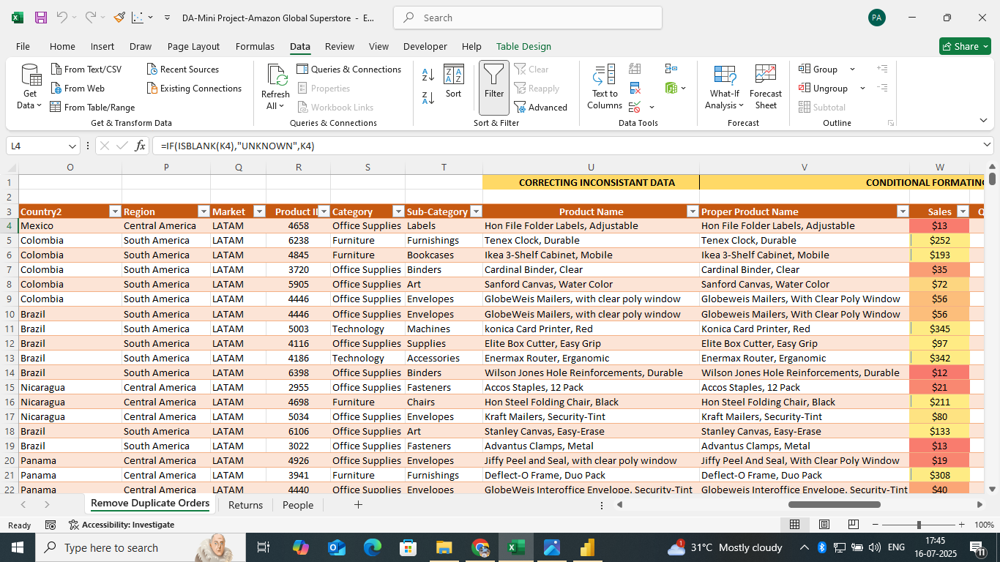 DA-Mini Project-Amazon Global Superstore - E...
Search
PA
File Home Insert Draw Page Layout Formulas Data Review View Developer Help Table Design
Share
Get Data
From Text/CSV
From Web
From Table/Range
Recent Sources
Existing Connections
Get & Transform Data
Refresh All
Queries & Connections
Properties
Workbook Links
Queries & Connections
Sort
Filter
Clear
Reapply
Advanced
Sort & Filter
Text to Columns
Data Tools
What-If Analysis
Forecast Sheet
Forecast
Group
Ungroup
Subtotal
Outline
L4
fx
=IF(ISBLANK(K4),"UNKNOWN",K4)
O P Q R S T U V W
1 CORRECTING INCONSISTANT DATA CONDITIONAL FORMATING
2
3 Country2 Region Market Product II Category Sub-Category Product Name Proper Product Name Sales Q
4 Mexico Central America LATAM 4658 Office Supplies Labels Hon File Folder Labels, Adjustable Hon File Folder Labels, Adjustable $13
5 Colombia South America LATAM 6238 Furniture Furnishings Tenex Clock, Durable Tenex Clock, Durable $252
6 Colombia South America LATAM 4845 Furniture Bookcases Ikea 3-Shelf Cabinet, Mobile Ikea 3-Shelf Cabinet, Mobile $193
7 Colombia South America LATAM 3720 Office Supplies Binders Cardinal Binder, Clear Cardinal Binder, Clear $35
8 Colombia South America LATAM 5905 Office Supplies Art Sanford Canvas, Water Color Sanford Canvas, Water Color $72
9 Colombia South America LATAM 4446 Office Supplies Envelopes GlobeWeis Mailers, with clear poly window Globeweis Mailers, With Clear Poly Window $56
10 Brazil South America LATAM 4446 Office Supplies Envelopes GlobeWeis Mailers, with clear poly window Globeweis Mailers, With Clear Poly Window $56
11 Brazil South America LATAM 5003 Technology Machines konica Card Printer, Red Konica Card Printer, Red $345
12 Brazil South America LATAM 4116 Office Supplies Supplies Elite Box Cutter, Easy Grip Elite Box Cutter, Easy Grip $97
13 Brazil South America LATAM 4186 Technology Accessories Enermax Router, Erganomic Enermax Router, Erganomic $342
14 Brazil South America LATAM 6398 Office Supplies Binders Wilson Jones Hole Reinforcements, Durable Wilson Jones Hole Reinforcements, Durable $12
15 Nicaragua Central America LATAM 2955 Office Supplies Fasteners Accos Staples, 12 Pack Accos Staples, 12 Pack $21
16 Nicaragua Central America LATAM 4698 Furniture Chairs Hon Steel Folding Chair, Black Hon Steel Folding Chair, Black $211
17 Nicaragua Central America LATAM 5034 Office Supplies Envelopes Kraft Mailers, Security-Tint Kraft Mailers, Security-Tint $80
18 Brazil South America LATAM 6106 Office Supplies Art Stanley Canvas, Easy-Erase Stanley Canvas, Easy-Erase $133
19 Brazil South America LATAM 3022 Office Supplies Fasteners Advantus Clamps, Metal Advantus Clamps, Metal $13
20 Panama Central America LATAM 4926 Office Supplies Envelopes Jiffy Peel and Seal, with clear poly window Jiffy Peel And Seal, With Clear Poly Window $19
21 Panama Central America LATAM 3941 Furniture Furnishings Deflect-O Frame, Duo Pack Deflect-O Frame, Duo Pack $308
22 Panama Central America LATAM 4440 Office Supplies Envelopes GlobeWeis Interoffice Envelope, Security-Tint Globeweis Interoffice Envelope, Security-Tint $40
Remove Duplicate Orders Returns People
Ready Accessibility: Investigate 100%
Type here to search
31°C Mostly cloudy
ENG
17:45
16-07-2025
11